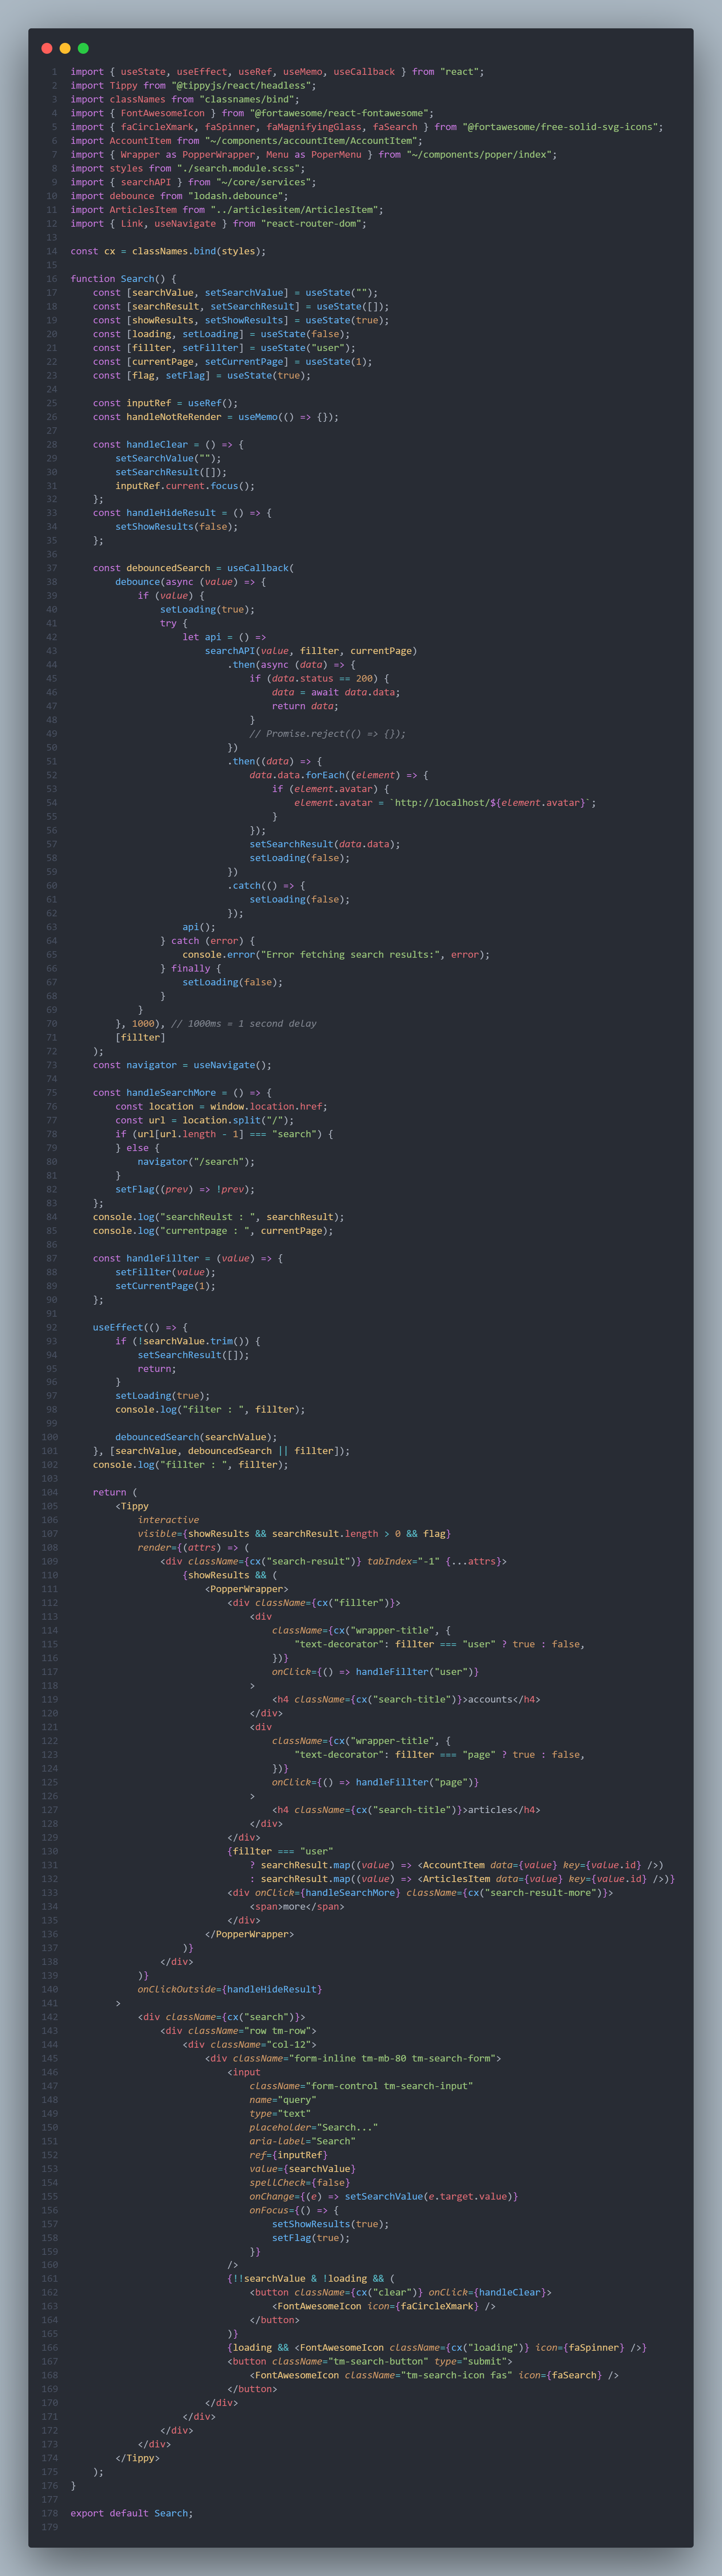 1 import { useState, useEffect, useRef, useMemo, useCallback } from "react";
2 import Tippy from "@tippyjs/react/headless";
3 import classNames from "classnames/bind";
4 import { FontAwesomeIcon } from "@fortawesome/react-fontawesome";
5 import { faCircleXmark, faSpinner, faMagnifyingGlass, faSearch } from "@fortawesome/free-solid-svg-icons";
6 import AccountItem from "~/components/accountItem/AccountItem";
7 import { Wrapper as PopperWrapper, Menu as PoperMenu } from "~/components/poper/index";
8 import styles from "./search.module.scss";
9 import { searchAPI } from "~/core/services";
10 import debounce from "lodash.debounce";
11 import ArticlesItem from "../articlesitem/ArticlesItem";
12 import { Link, useNavigate } from "react-router-dom";
13
14 const cx = classNames.bind(styles);
15
16 function Search() {
17     const [searchValue, setSearchValue] = useState("");
18     const [searchResult, setSearchResult] = useState([]);
19     const [showResults, setShowResults] = useState(true);
20     const [loading, setLoading] = useState(false);
21     const [fillter, setFillter] = useState("user");
22     const [currentPage, setCurrentPage] = useState(1);
23     const [flag, setFlag] = useState(true);
24
25     const inputRef = useRef();
26     const handleNotReRender = useMemo(() => {});
27
28     const handleClear = () => {
29         setSearchValue("");
30         setSearchResult([]);
31         inputRef.current.focus();
32     };
33     const handleHideResult = () => {
34         setShowResults(false);
35     };
36
37     const debouncedSearch = useCallback(
38         debounce(async (value) => {
39             if (value) {
40                 setLoading(true);
41                 try {
42                     let api = () =>
43                         searchAPI(value, fillter, currentPage)
44                             .then(async (data) => {
45                                 if (data.status == 200) {
46                                     data = await data.data;
47                                     return data;
48                                 }
49                                 // Promise.reject(() => {});
50                             })
51                             .then((data) => {
52                                 data.data.forEach((element) => {
53                                     if (element.avatar) {
54                                         element.avatar = `http://localhost/${element.avatar}`;
55                                     }
56                                 });
57                                 setSearchResult(data.data);
58                                 setLoading(false);
59                             })
60                             .catch(() => {
61                                 setLoading(false);
62                             });
63                     api();
64                 } catch (error) {
65                     console.error("Error fetching search results:", error);
66                 } finally {
67                     setLoading(false);
68                 }
69             }
70         }, 1000), // 1000ms = 1 second delay
71         [fillter]
72     );
73     const navigator = useNavigate();
74
75     const handleSearchMore = () => {
76         const location = window.location.href;
77         const url = location.split("/");
78         if (url[url.length - 1] === "search") {
79         } else {
80             navigator("/search");
81         }
82         setFlag((prev) => !prev);
83     };
84     console.log("searchReulst : ", searchResult);
85     console.log("currentpage : ", currentPage);
86
87     const handleFillter = (value) => {
88         setFillter(value);
89         setCurrentPage(1);
90     };
91
92     useEffect(() => {
93         if (!searchValue.trim()) {
94             setSearchResult([]);
95             return;
96         }
97         setLoading(true);
98         console.log("filter : ", fillter);
99
100         debouncedSearch(searchValue);
101     }, [searchValue, debouncedSearch || fillter]);
102     console.log("fillter : ", fillter);
103
104     return (
105         <Tippy
106             interactive
107             visible={showResults && searchResult.length > 0 && flag}
108             render={(attrs) => (
109                 <div className={cx("search-result")} tabIndex="-1" {...attrs}>
110                     {showResults && (
111                         <PopperWrapper>
112                             <div className={cx("fillter")}>
113                                 <div
114                                     className={cx("wrapper-title", {
115                                         "text-decorator": fillter === "user" ? true : false,
116                                     })}
117                                     onClick={() => handleFillter("user")}
118                                 >
119                                     <h4 className={cx("search-title")}>accounts</h4>
120                                 </div>
121                                 <div
122                                     className={cx("wrapper-title", {
123                                         "text-decorator": fillter === "page" ? true : false,
124                                     })}
125                                     onClick={() => handleFillter("page")}
126                                 >
127                                     <h4 className={cx("search-title")}>articles</h4>
128                                 </div>
129                             </div>
130                             {fillter === "user"
131                                 ? searchResult.map((value) => <AccountItem data={value} key={value.id} />)
132                                 : searchResult.map((value) => <ArticlesItem data={value} key={value.id} />)}
133                             <div onClick={handleSearchMore} className={cx("search-result-more")}>
134                                 <span>more</span>
135                             </div>
136                         </PopperWrapper>
137                     )}
138                 </div>
139             )}
140             onClickOutside={handleHideResult}
141         >
142             <div className={cx("search")}>
143                 <div className="row tm-row">
144                     <div className="col-12">
145                         <div className="form-inline tm-mb-80 tm-search-form">
146                             <input
147                                 className="form-control tm-search-input"
148                                 name="query"
149                                 type="text"
150                                 placeholder="Search..."
151                                 aria-label="Search"
152                                 ref={inputRef}
153                                 value={searchValue}
154                                 spellCheck={false}
155                                 onChange={(e) => setSearchValue(e.target.value)}
156                                 onFocus={() => {
157                                     setShowResults(true);
158                                     setFlag(true);
159                                 }}
160                             />
161                             {!!searchValue & !loading && (
162                                 <button className={cx("clear")} onClick={handleClear}>
163                                     <FontAwesomeIcon icon={faCircleXmark} />
164                                 </button>
165                             )}
166                             {loading && <FontAwesomeIcon className={cx("loading")} icon={faSpinner} />}
167                             <button className="tm-search-button" type="submit">
168                                 <FontAwesomeIcon className="tm-search-icon fas" icon={faSearch} />
169                             </button>
170                         </div>
171                     </div>
172                 </div>
173             </div>
174         </Tippy>
175     );
176 }
177
178 export default Search;
179